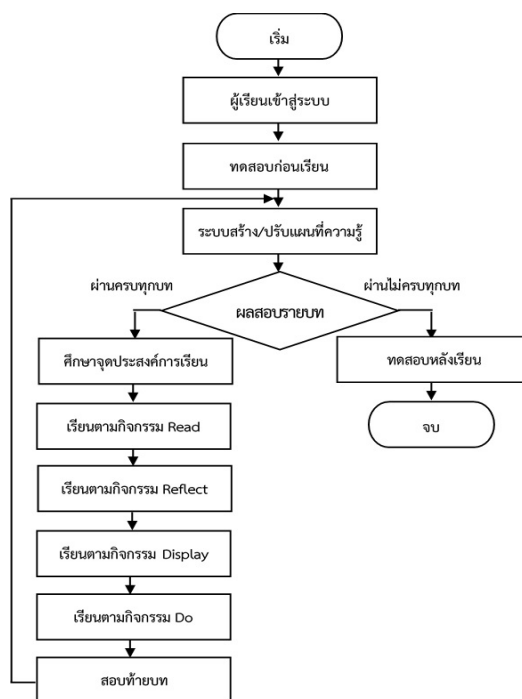 เริ่ม
ผู้เรียนเข้าสู่ระบบ
ทดสอบก่อนเรียน
ระบบสร้าง/ปรับแผนที่ความรู้
ผ่านครบทุกบท
ผ่านไม่ครบทุกบท
ผลสอบรายบท
ศึกษาจุดประสงค์การเรียน
ทดสอบหลังเรียน
เรียนตามกิจกรรม Read
จบ
เรียนตามกิจกรรม Reflect
เรียนตามกิจกรรม Display
เรียนตามกิจกรรม Do
สอบท้ายบท